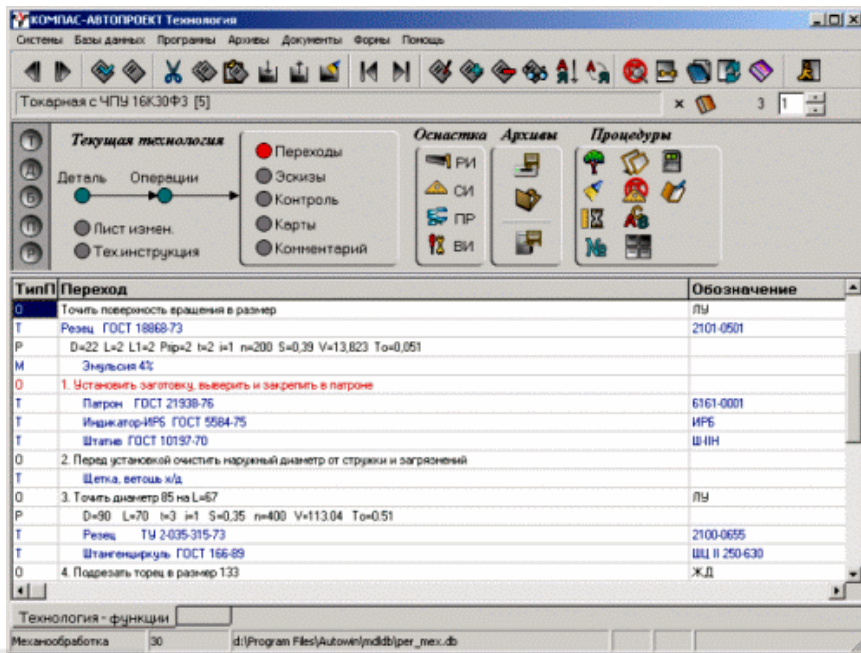 КОМПАС-АВТОПРОЕКТ Технология
Системы Базы данных Программы Архивы Документы Формы Помощь
Токарная с ЧПУ 16К30Ф3 [5] 3 1
Текущая технология
Деталь Операции
Лист измен.
Тех.инструкция
Переходы
Эскизы
Контроль
Карты
Комментарий
Оснастка
РИ
СИ
ПР
ВИ
Архивы
Процедуры
№
Т
Д
Б
П
Р
ТипП Переход Обозначение
О Точить поверхность вращения в размер ЛУ
Т Резец ГОСТ 18868-73 2101-0501
Р D=22 L=2 L1=2 Prip=2 t=2 i=1 n=200 S=0,39 V=13,823 To=0,051
М Эмульсия 4%
О 1. Установить заготовку, выверить и закрепить в патроне
Т Патрон ГОСТ 21938-76 6161-0001
Т Индикатор-ИРБ ГОСТ 5584-75 ИРБ
Т Штатив ГОСТ 10197-70 Ш-IIН
О 2. Перед установкой очистить наружный диаметр от стружки и загрязнений
Т Щетка, ветошь х/д
О 3. Точить диаметр 85 на L=67 ЛУ
Р D=90 L=70 t=3 i=1 S=0,35 n=400 V=113.04 To=0.51
Т Резец ТУ 2-035-315-73 2100-0655
Т Штангенциркуль ГОСТ 166-89 ШЦ II 250-630
О 4. Подрезать торец в размер 133 ЖД
Технология - функции
Механообработка 30 d:\Program Files\Autowin\mdldb\per_mex.db